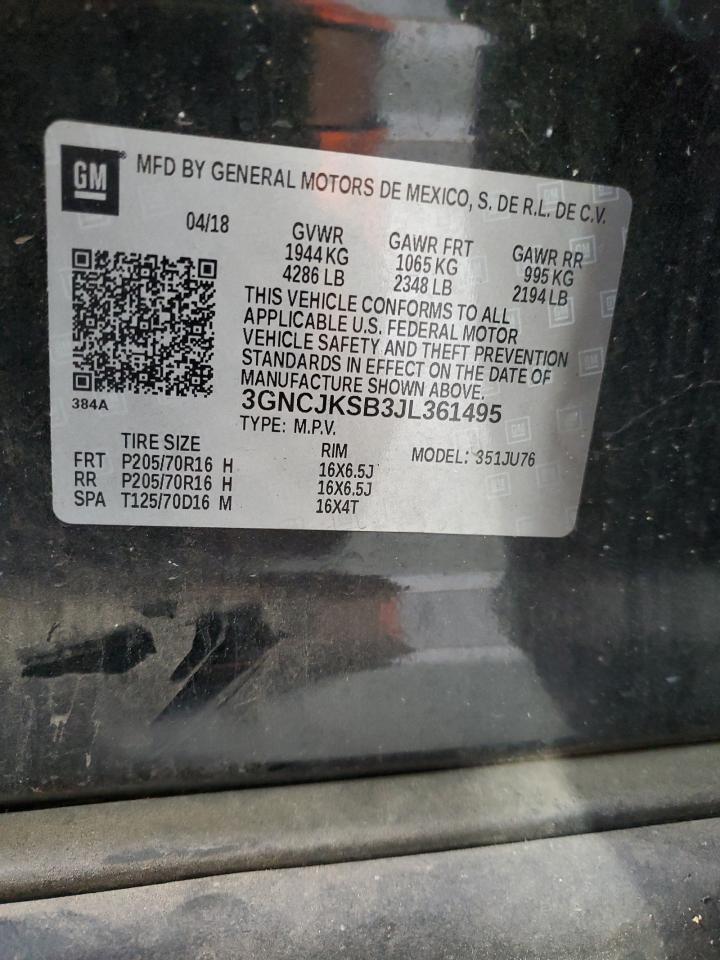 GM® MFD BY GENERAL MOTORS DE MEXICO, S. DE R.L. DE C.V.
04/18 GVWR GAWR FRT GAWR RR
1944 KG 1065 KG 995 KG
4286 LB 2348 LB 2194 LB
THIS VEHICLE CONFORMS TO ALL
APPLICABLE U.S. FEDERAL MOTOR
VEHICLE SAFETY AND THEFT PREVENTION
STANDARDS IN EFFECT ON THE DATE OF
MANUFACTURE SHOWN ABOVE.
384A 3GNCJKSB3JL361495
TYPE: M.P.V. MODEL: 351JU76
TIRE SIZE RIM
FRT P205/70R16 H 16X6.5J
RR P205/70R16 H 16X6.5J
SPA T125/70D16 M 16X4T